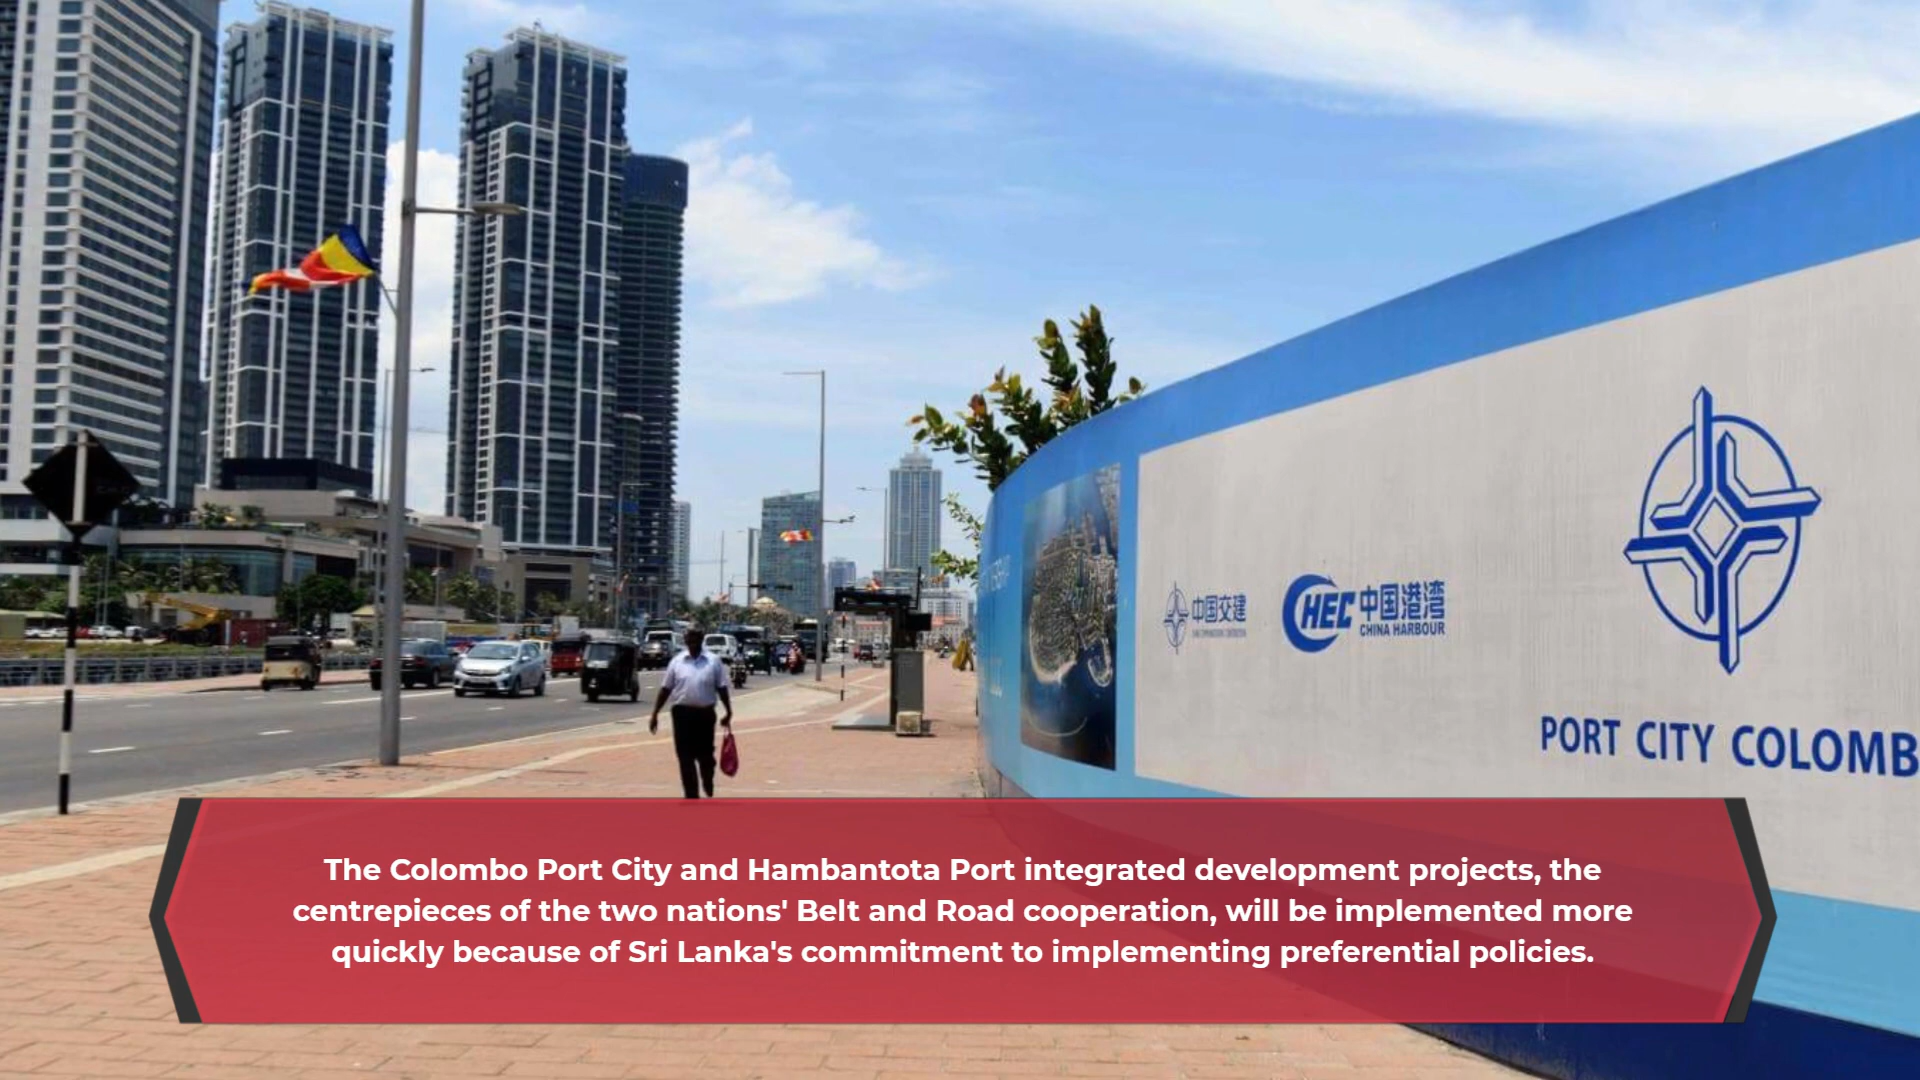 中国交建
CHEC 中国港湾
CHINA HARBOUR
PORT CITY COLOMB
The Colombo Port City and Hambantota Port integrated development projects, the
centrepieces of the two nations' Belt and Road cooperation, will be implemented more
quickly because of Sri Lanka's commitment to implementing preferential policies.